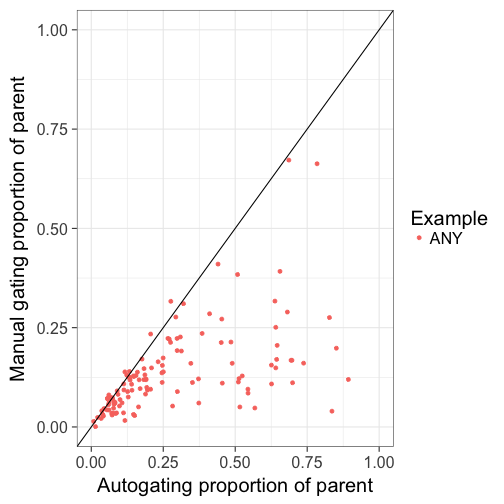 Manual gating proportion of parent
1.00
0.75
0.50
0.25
0.00
0.00 0.25 0.50 0.75 1.00
Autogating proportion of parent
Example
ANY